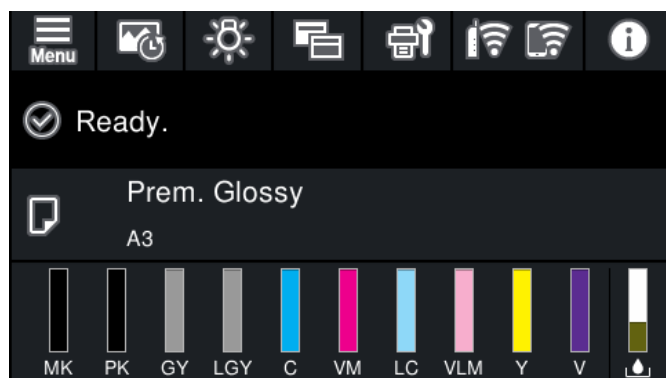 Menu
Ready.
Prem. Glossy
A3
MK PK GY LGY C VM LC VLM Y V